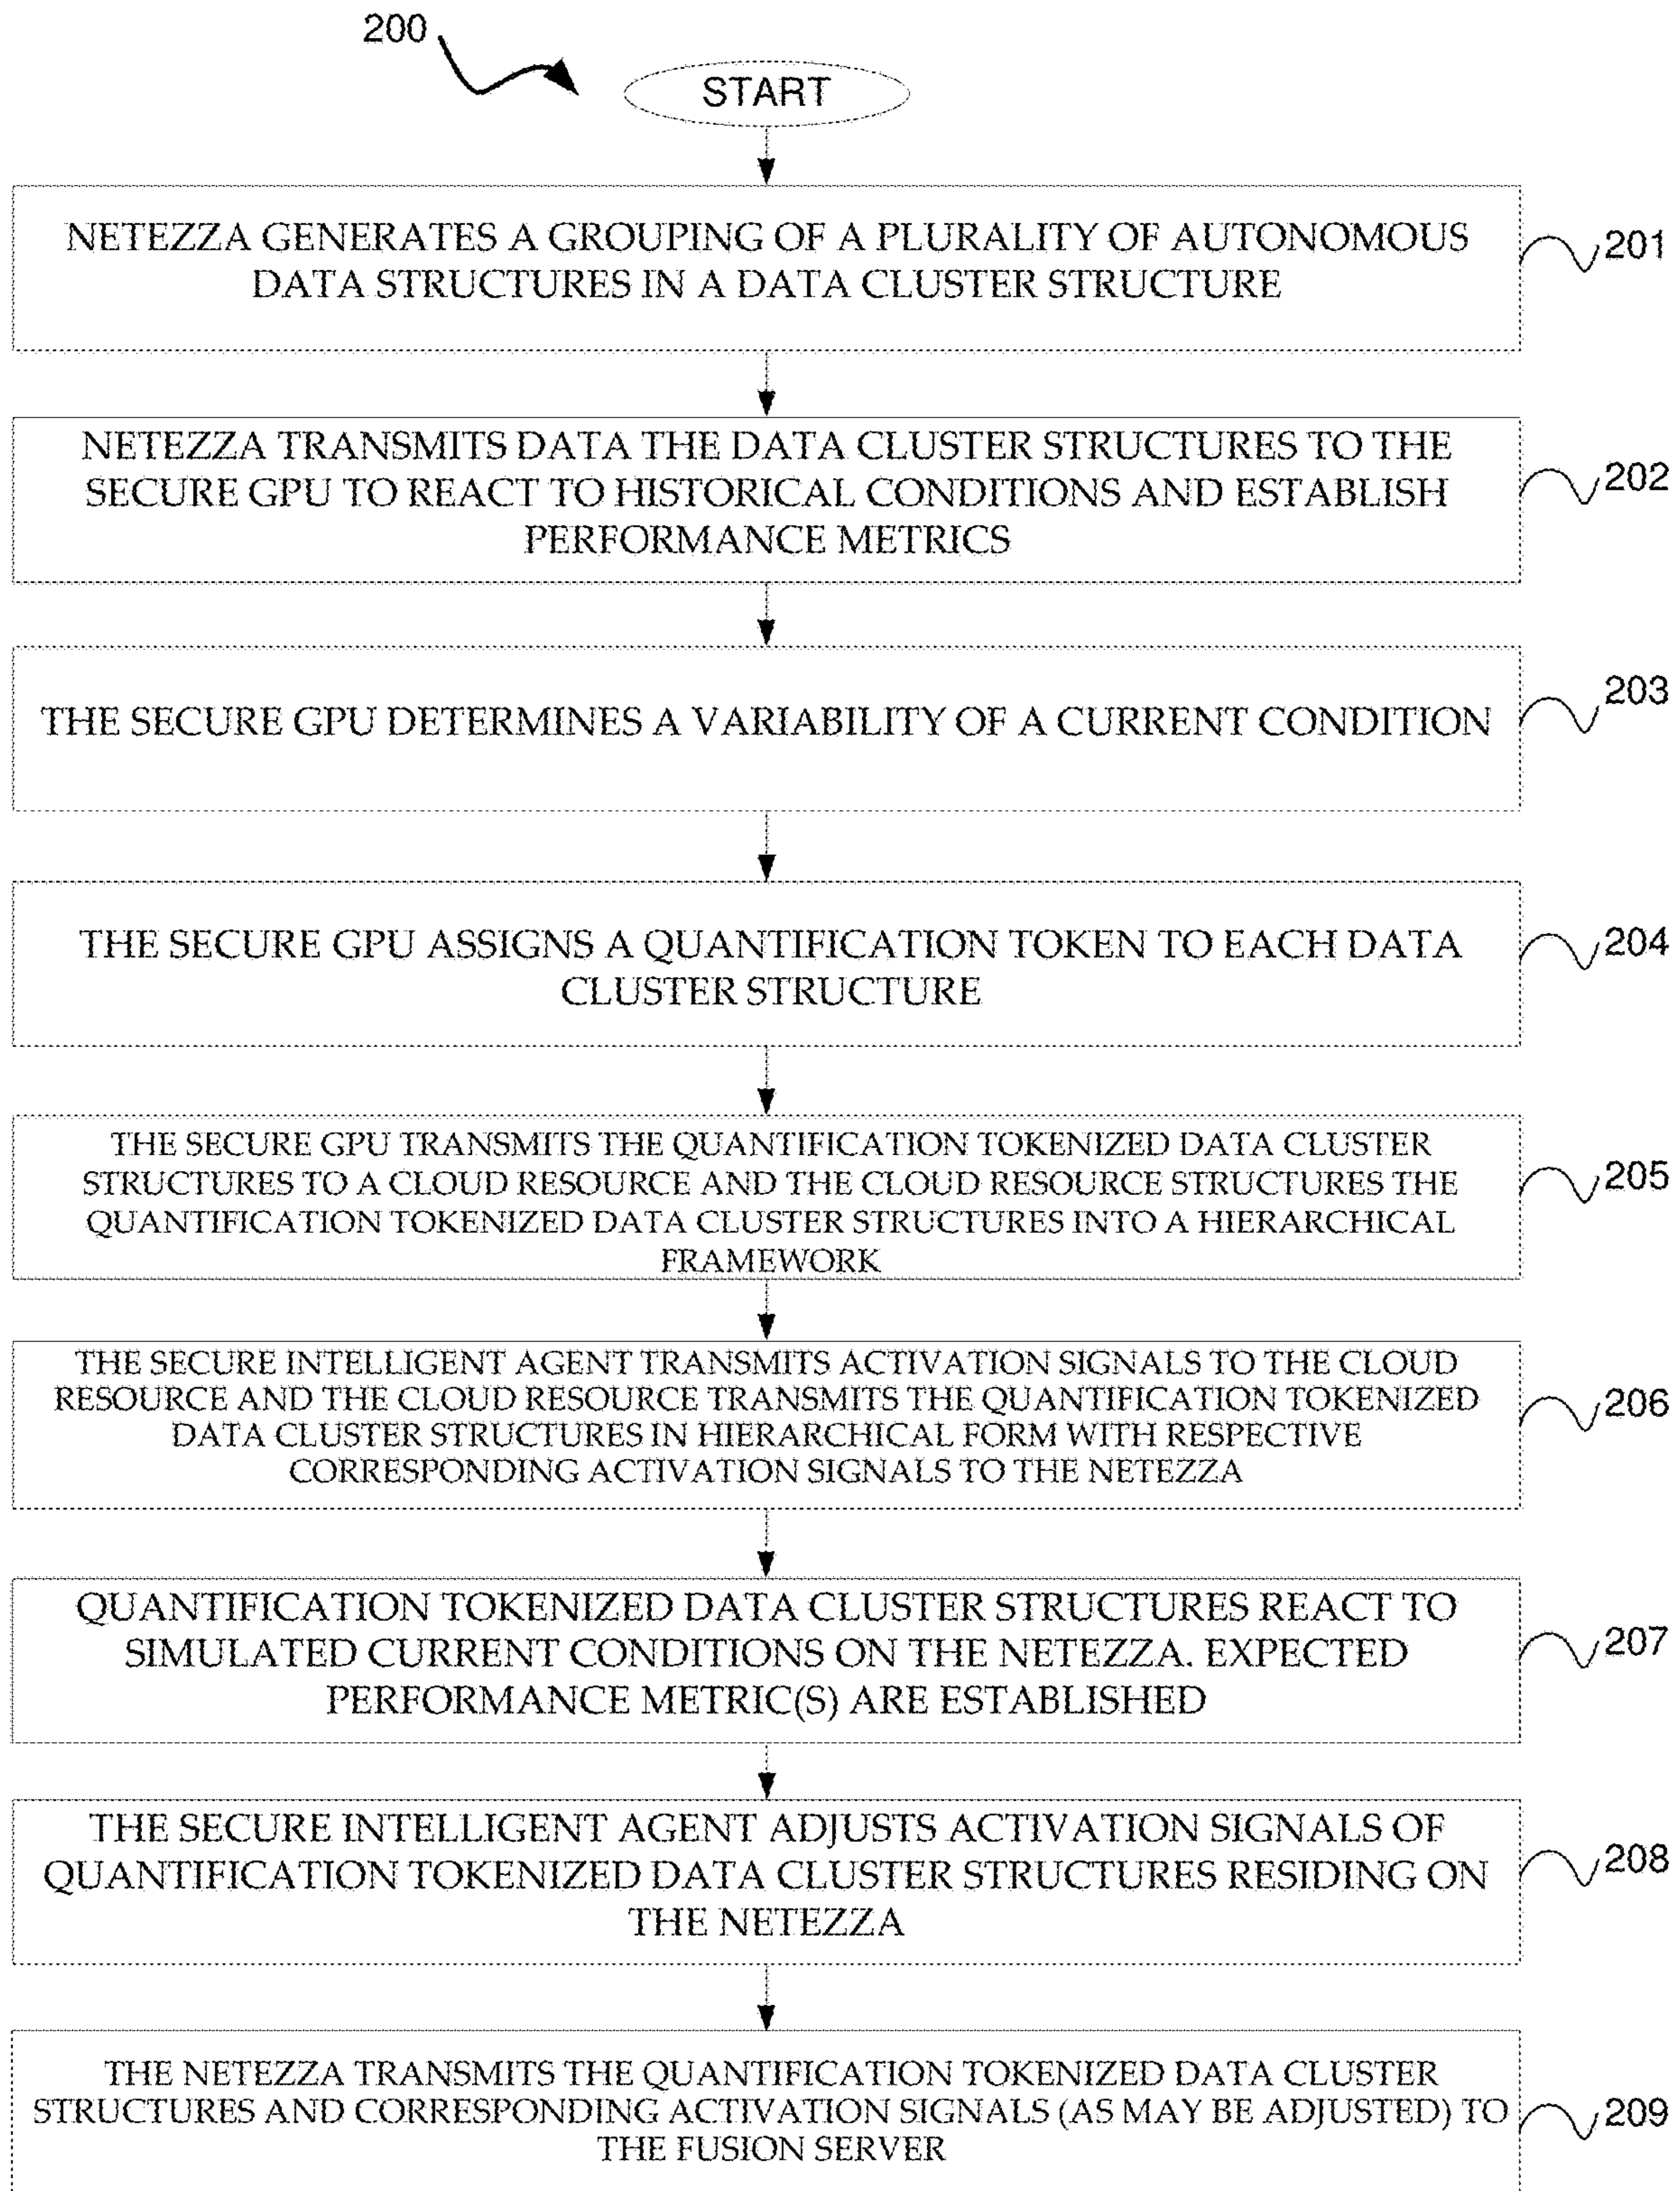 200
START
NETEZZA GENERATES A GROUPING OF A PLURALITY OF AUTONOMOUS
DATA STRUCTURES IN A DATA CLUSTER STRUCTURE
201
NETEZZA TRANSMITS DATA THE DATA CLUSTER STRUCTURES TO THE
SECURE GPU TO REACT TO HISTORICAL CONDITIONS AND ESTABLISH
PERFORMANCE METRICS
202
THE SECURE GPU DETERMINES A VARIABILITY OF A CURRENT CONDITION
203
THE SECURE GPU ASSIGNS A QUANTIFICATION TOKEN TO EACH DATA
CLUSTER STRUCTURE
204
THE SECURE GPU TRANSMITS THE QUANTIFICATION TOKENIZED DATA CLUSTER
STRUCTURES TO A CLOUD RESOURCE AND THE CLOUD RESOURCE STRUCTURES THE
QUANTIFICATION TOKENIZED DATA CLUSTER STRUCTURES INTO A HIERARCHICAL
FRAMEWORK
205
THE SECURE INTELLIGENT AGENT TRANSMITS ACTIVATION SIGNALS TO THE CLOUD
RESOURCE AND THE CLOUD RESOURCE TRANSMITS THE QUANTIFICATION TOKENIZED
DATA CLUSTER STRUCTURES IN HIERARCHICAL FORM WITH RESPECTIVE
CORRESPONDING ACTIVATION SIGNALS TO THE NETEZZA
206
QUANTIFICATION TOKENIZED DATA CLUSTER STRUCTURES REACT TO
SIMULATED CURRENT CONDITIONS ON THE NETEZZA. EXPECTED
PERFORMANCE METRIC(S) ARE ESTABLISHED
207
THE SECURE INTELLIGENT AGENT ADJUSTS ACTIVATION SIGNALS OF
QUANTIFICATION TOKENIZED DATA CLUSTER STRUCTURES RESIDING ON
THE NETEZZA
208
THE NETEZZA TRANSMITS THE QUANTIFICATION TOKENIZED DATA CLUSTER
STRUCTURES AND CORRESPONDING ACTIVATION SIGNALS (AS MAY BE ADJUSTED) TO
THE FUSION SERVER
209